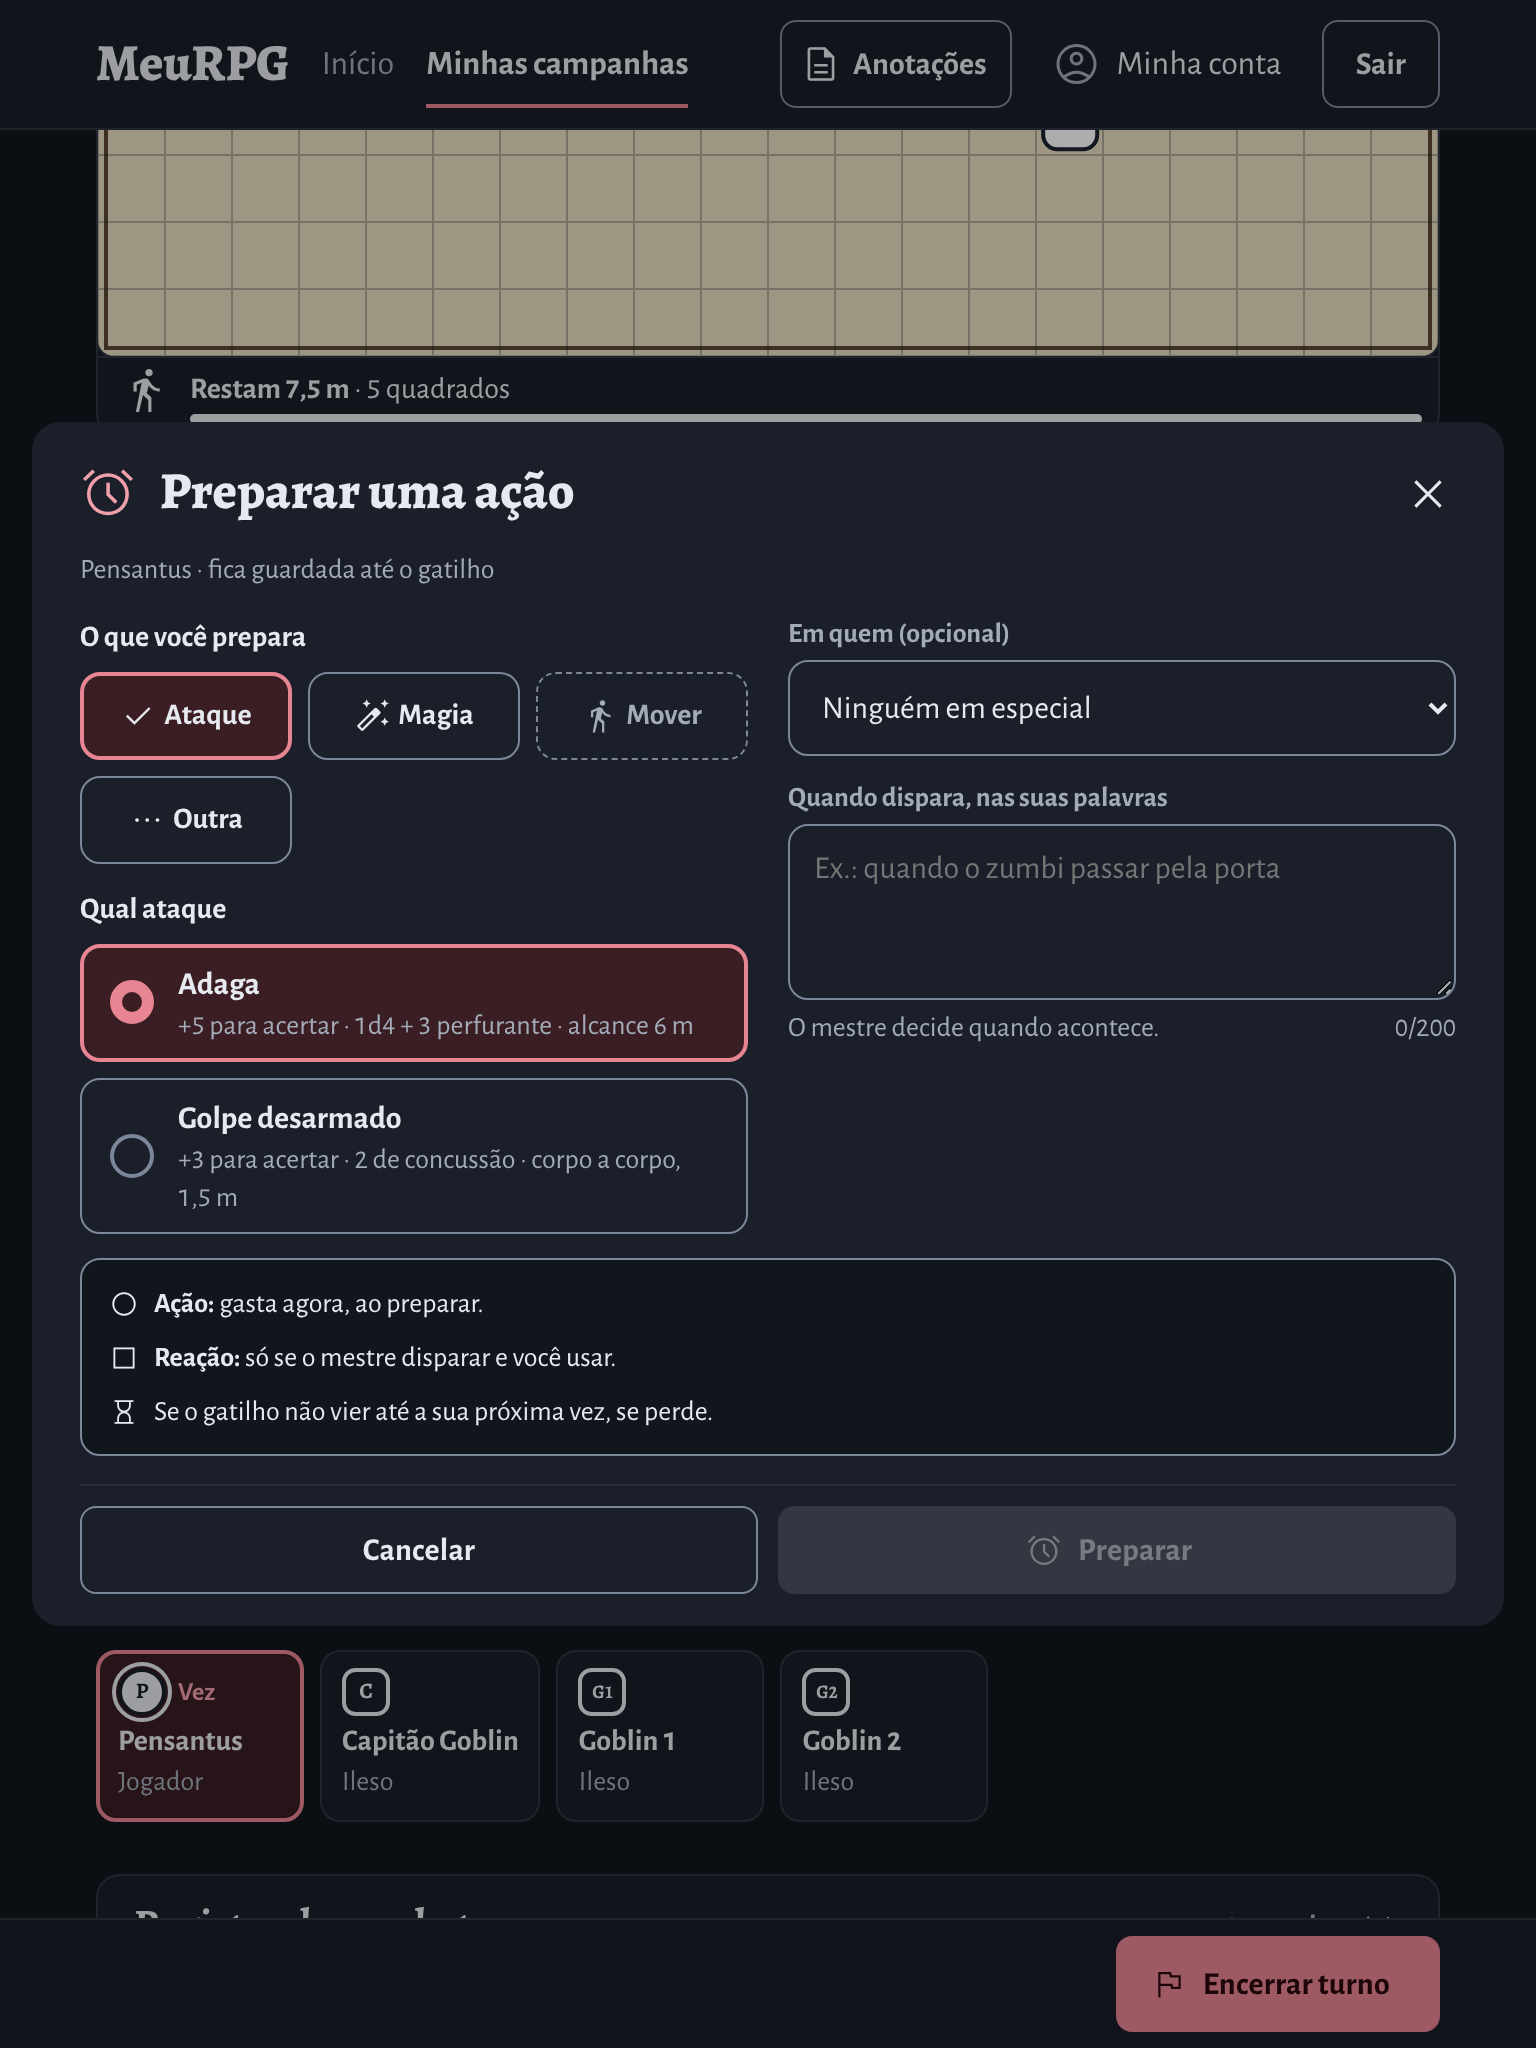 MeuRPG
Início
Minhas campanhas
Anotações
Minha conta
Sair
Restam 7,5 m · 5 quadrados
Preparar uma ação
Pensantus · fica guardada até o gatilho
O que você prepara
Ataque
Magia
Mover
Outra
Qual ataque
Adaga
+5 para acertar · 1d4 + 3 perfurante · alcance 6 m
Golpe desarmado
+3 para acertar · 2 de concussão · corpo a corpo,
1,5 m
Em quem (opcional)
Ninguém em especial
Quando dispara, nas suas palavras
Ex.: quando o zumbi passar pela porta
O mestre decide quando acontece.
0/200
Ação: gasta agora, ao preparar.
Reação: só se o mestre disparar e você usar.
Se o gatilho não vier até a sua próxima vez, se perde.
Cancelar
Preparar
P
Vez
Pensantus
Jogador
C
Capitão Goblin
Ileso
G1
Goblin 1
Ileso
G2
Goblin 2
Ileso
Encerrar turno